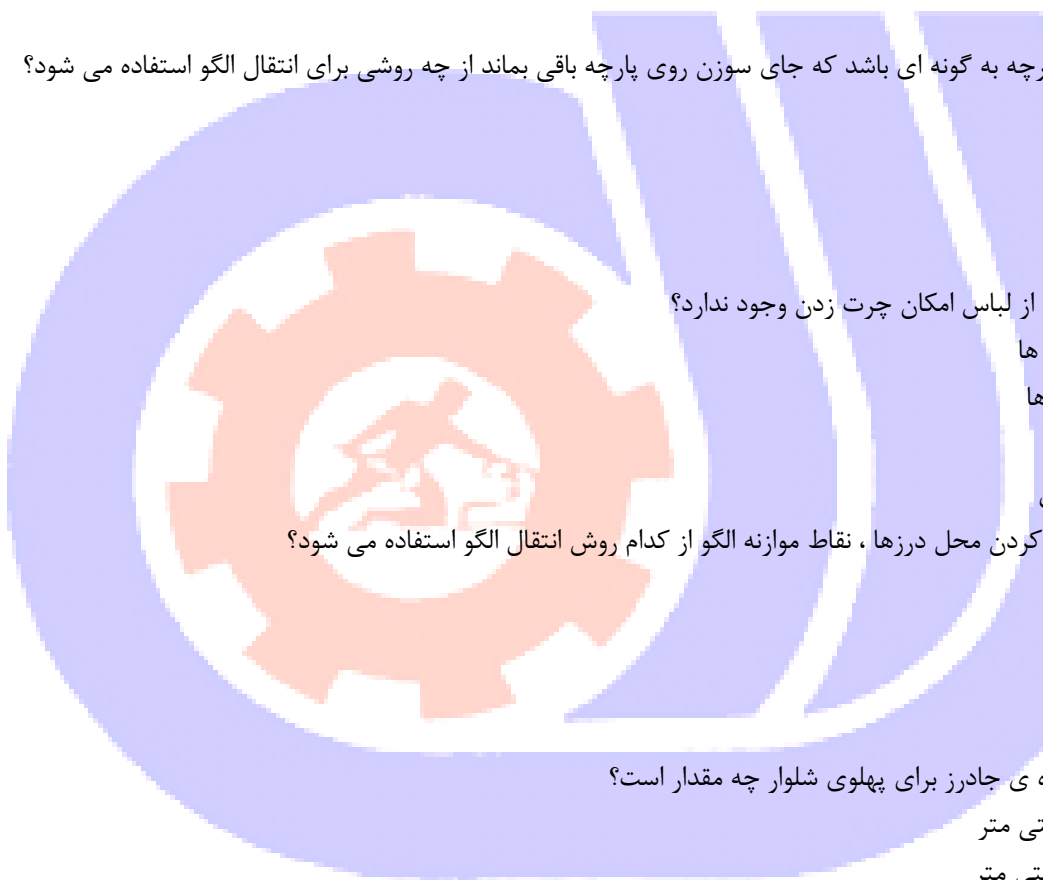 رچه به گونه ای باشد که جای سوزن روی پارچه باقی بماند از چه روشی برای انتقال الگو استفاده می شود؟
از لباس امکان چرت زدن وجود ندارد؟
ها
ها
کردن محل درزها ، نقاط موازنه الگو از کدام روش انتقال الگو استفاده می شود؟
ه ی جادرز برای پهلوی شلوار چه مقدار است؟
تی متر
تی متر